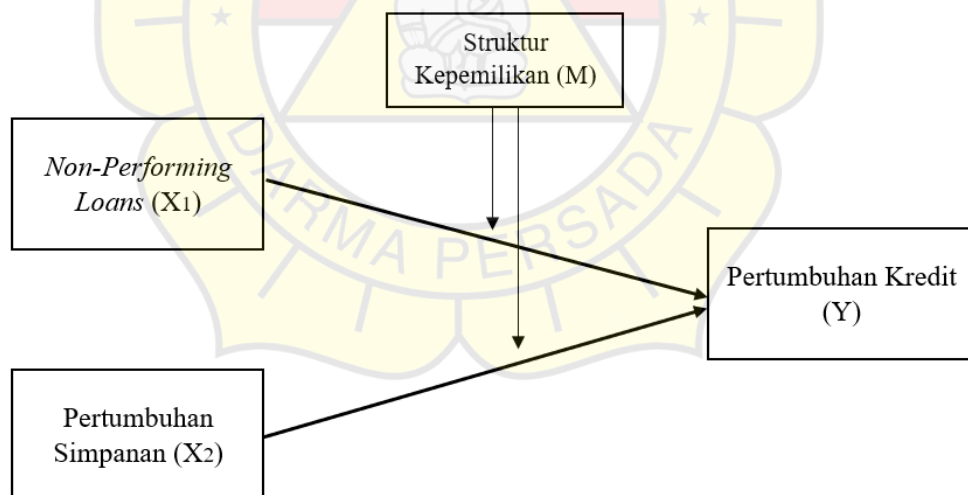 Struktur
Kepemilikan (M)
Non-Performing
Loans (X1)
DARMA PERSADA
Pertumbuhan Kredit
(Y)
Pertumbuhan
Simpanan (X2)